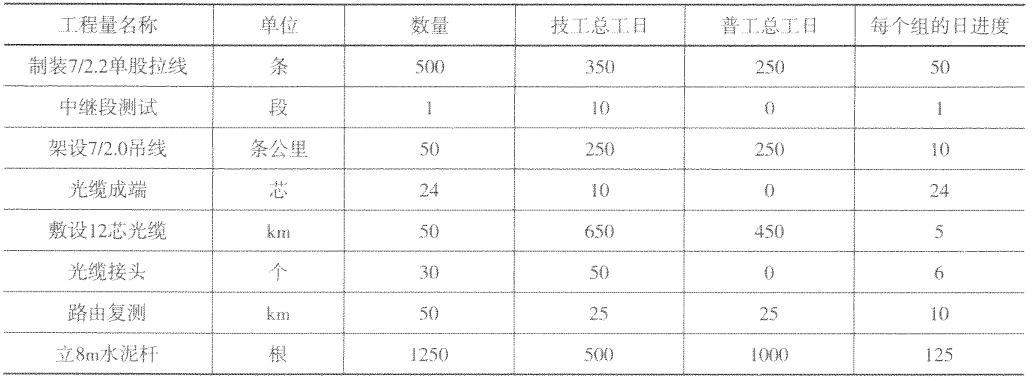 工程量名称 单位 数量 技工总工日 普工总工日 每个组的日进度
制装7/2.2单股拉线 条 500 350 250 50
中继段测试 段 1 10 0 1
架设7/2.0吊线 条公里 50 250 250 10
光缆成端 芯 24 10 0 24
敷设12芯光缆 km 50 650 450 5
光缆接头 个 30 50 0 6
路由复测 km 50 25 25 10
立8m水泥杆 根 1250 500 1000 125